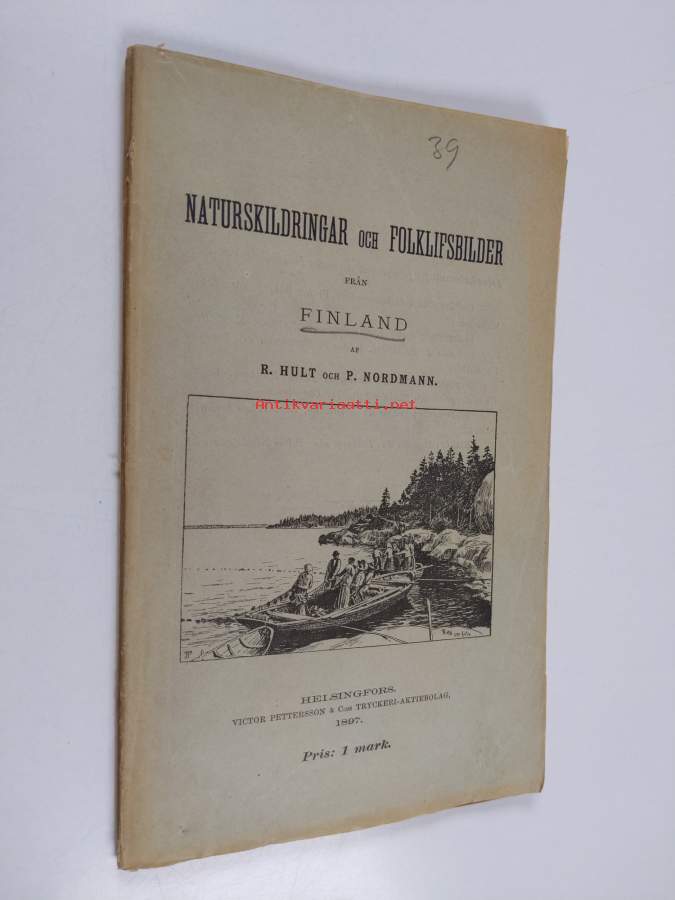 39
NATURSKILDRINGAR OCH FOLKLIFSBILDER
FRÅN
FINLAND
AF
R. HULT OCH P. NORDMANN.
Antikvariaatti.net
HELSINGFORS.
VICTOR PETTERSSON & C:os TRYCKERI-AKTIEBOLAG,
1897.
Pris: 1 mark.